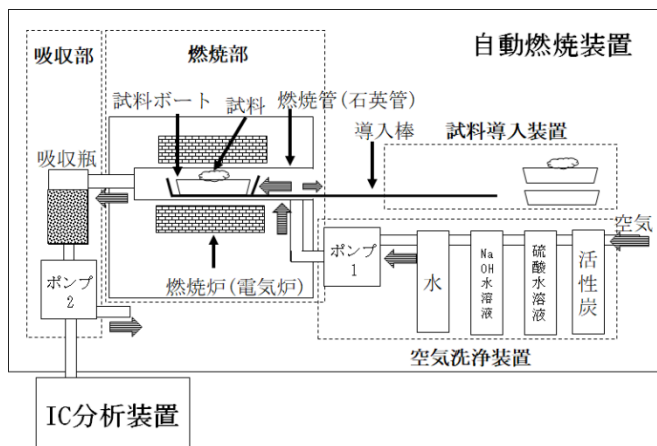 自動燃焼装置
吸収部
燃焼部
試料ボート
試料
燃焼管(石英管)
導入棒
試料導入装置
吸収瓶
空気
ポンプ
1
水
NaOH水溶液
硫酸水溶液
活性炭
ポンプ
2
燃焼炉(電気炉)
空気洗浄装置
IC分析装置